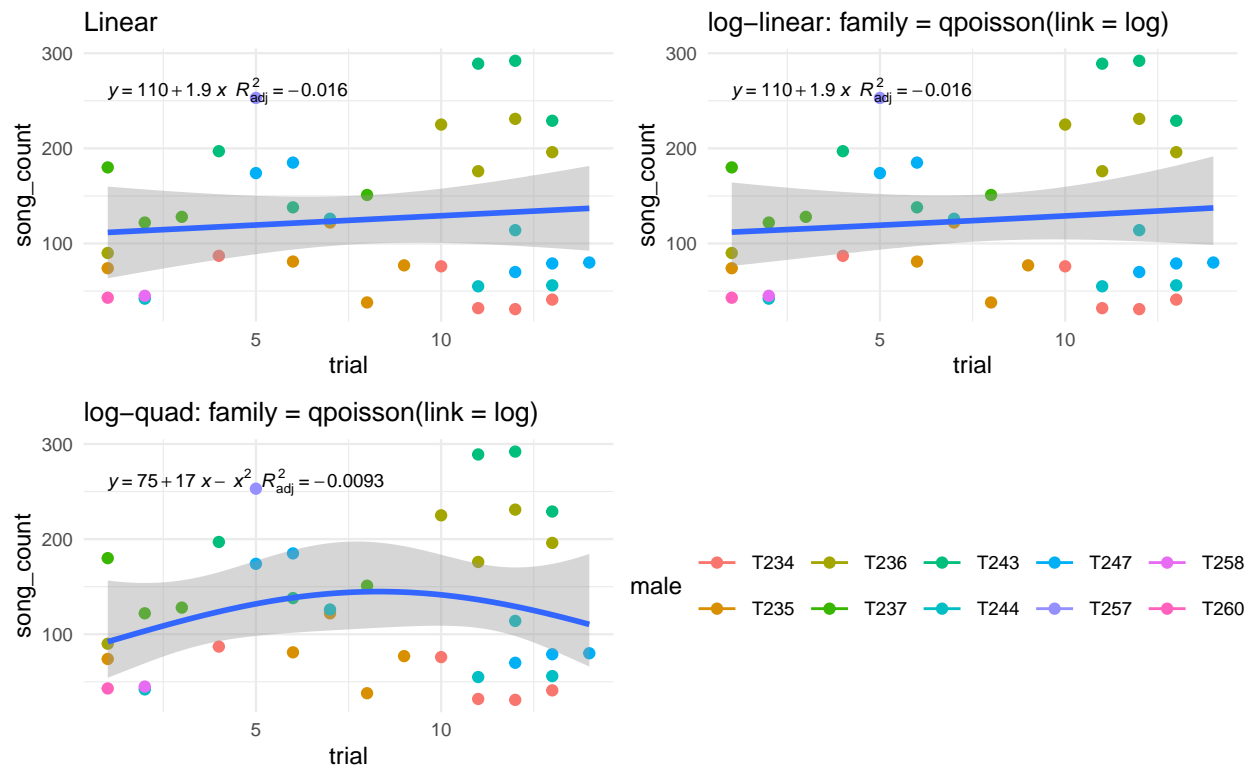 Linear
300
200
100
y = 110 + 1.9 x R²adj = −0.016
song_count
5
10
trial
log−linear: family = qpoisson(link = log)
300
200
100
y = 110 + 1.9 x R²adj = −0.016
song_count
5
10
trial
log−quad: family = qpoisson(link = log)
300
200
100
y = 75 + 17 x − x² R²adj = −0.0093
song_count
5
10
trial
male
T234 T236 T243 T247 T258
T235 T237 T244 T257 T260